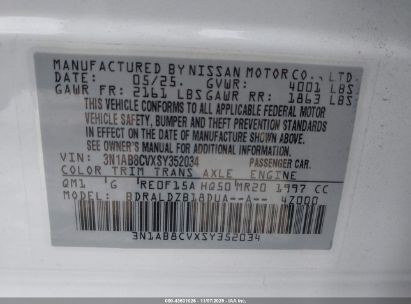 MANUFACTURED BY NISSAN MOTOR CO., LTD.
DATE: 05/25. GVWR: 4001 LBS
GAWR FR: 2161 LBS GAWR RR: 1863 LBS
THIS VEHICLE CONFORMS TO ALL APPLICABLE FEDERAL MOTOR
VEHICLE SAFETY, BUMPER AND THEFT PREVENTION STANDARDS
IN EFFECT ON THE DATE OF MANUFACTURE SHOWN ABOVE.
SEE OWNER'S MANUAL FOR ADDITIONAL INFORMATION
VIN: 3N1AB8CVXSY352034 PASSENGER CAR.
COLOR TRIM TRANS AXLE ENGINE
QM1 G RE0F15A HQ50 MR20 1997 CC
MODEL: BDRALDZB18DUA--A-- 4Z000
3N1AB8CVXSY352034